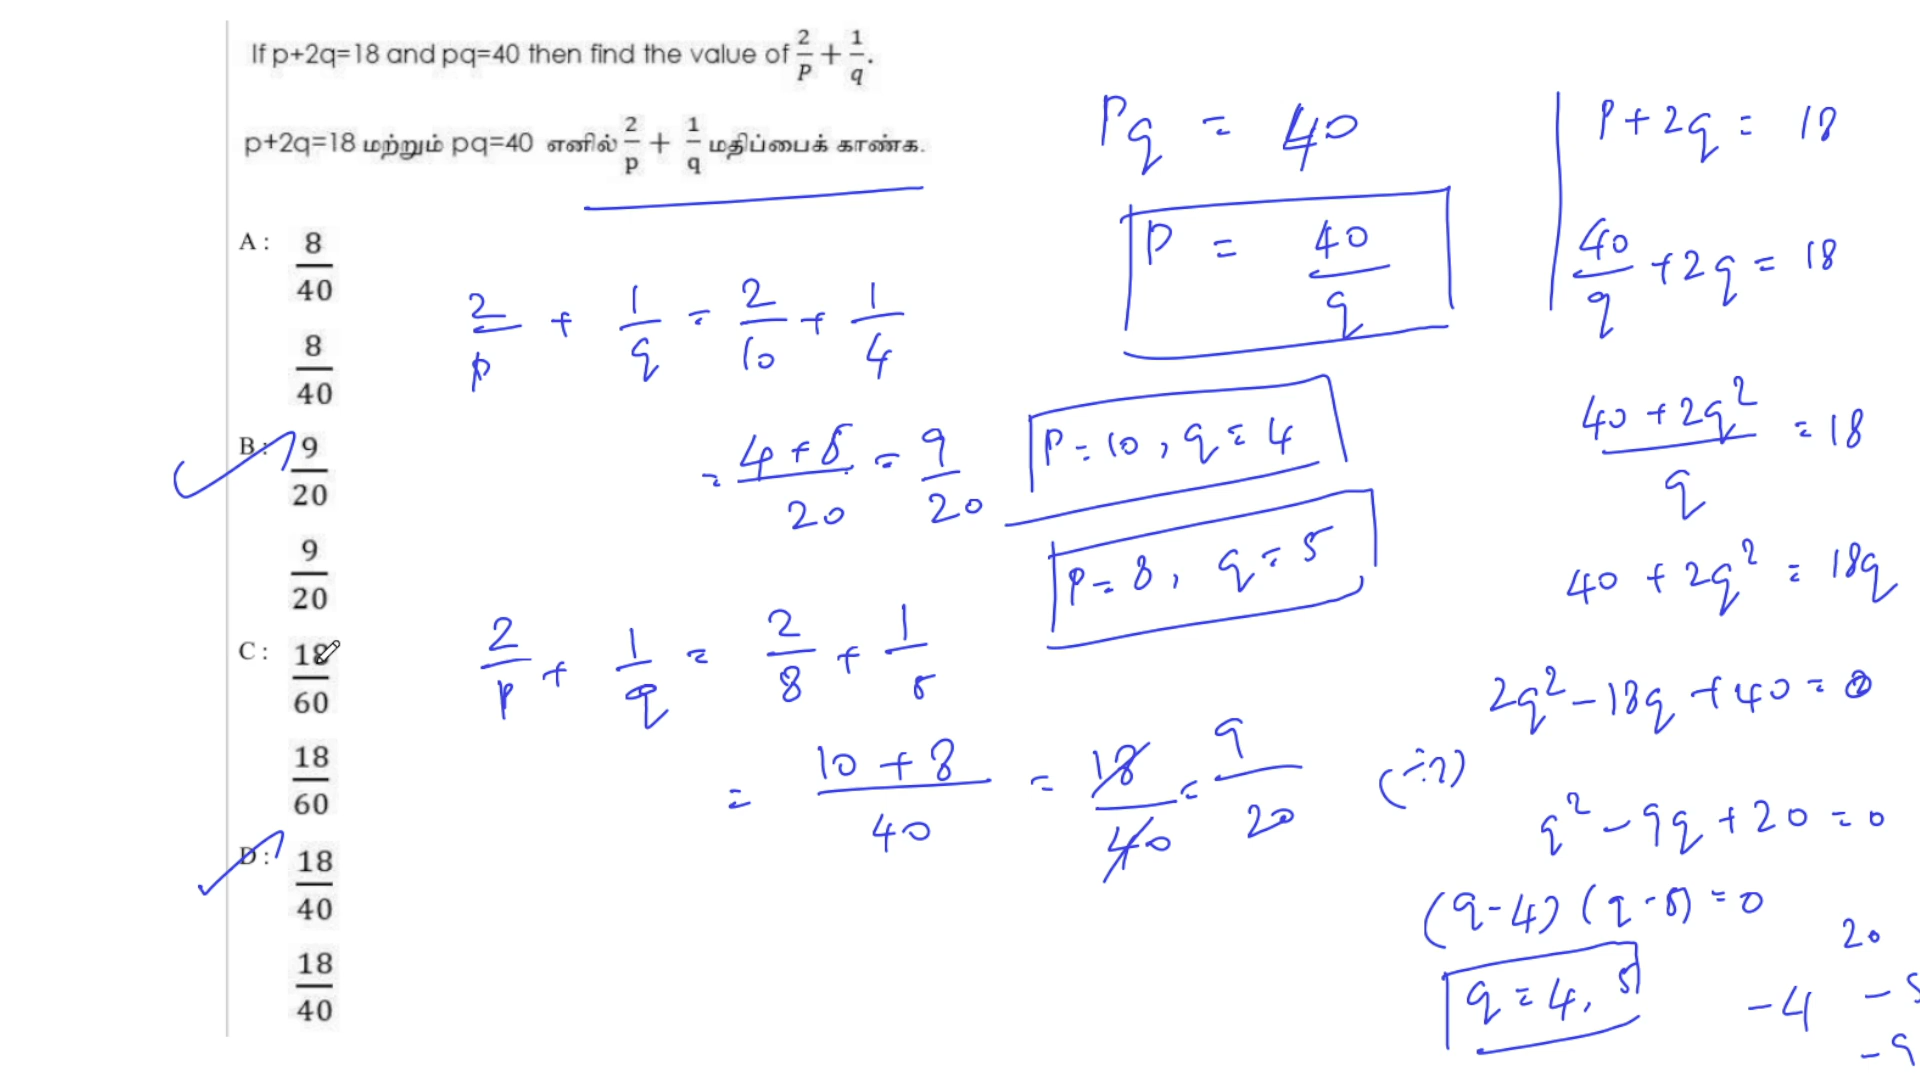 If p+2q=18 and pq=40 then find the value of 2/P + 1/q.
p+2q=18 மற்றும் pq=40 எனில் 2/p + 1/q மதிப்பைக் காண்க.
A : 8/40
8/40
B : 9/20
9/20
C : 18/60
18/60
D : 18/40
18/40
2/p + 1/q = 2/10 + 1/4
= 4+5/20 = 9/20
2/p + 1/q = 2/8 + 1/5
= 10+8/40 = 18/40 = 9/20
Pq = 40
P = 40/q
P=10, q=4
P=8, q=5
P+2q = 18
40/q +2q = 18
40+2q²/q = 18
40 + 2q² = 18q
2q²-18q+40=0
(÷2)
q²-9q+20=0
(q-4)(q-5)=0
q=4, 5
20
-4 -5
-9